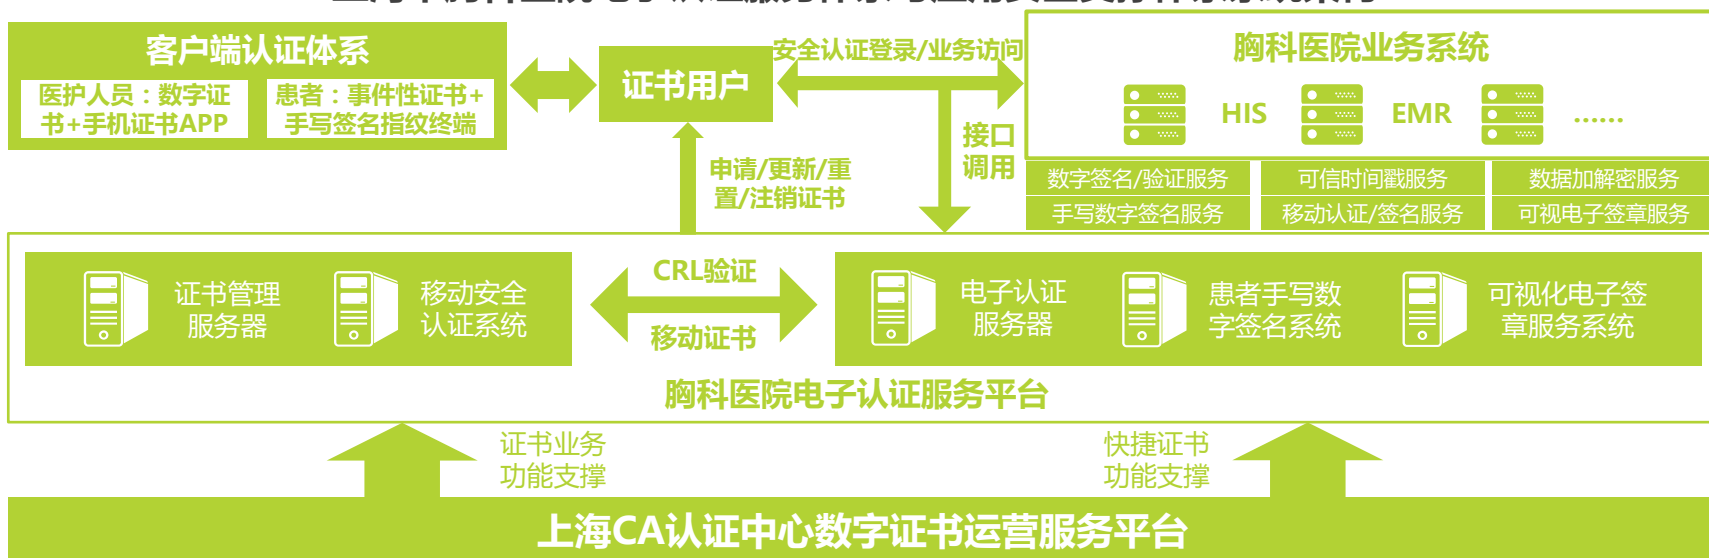 客户端认证体系
医护人员：数字证
书+手机证书APP
患者：事件性证书+
手写签名指纹终端
证书用户
安全认证登录/业务访问
胸科医院业务系统
HIS
EMR
……
接口
调用
申请/更新/重
置/注销证书
数字签名/验证服务
可信时间戳服务
数据加解密服务
手写数字签名服务
移动认证/签名服务
可视电子签章服务
证书管理
服务器
移动安全
认证系统
CRL验证
移动证书
电子认证
服务器
患者手写数
字签名系统
可视化电子签
章服务系统
胸科医院电子认证服务平台
证书业务
功能支撑
快捷证书
功能支撑
上海CA认证中心数字证书运营服务平台